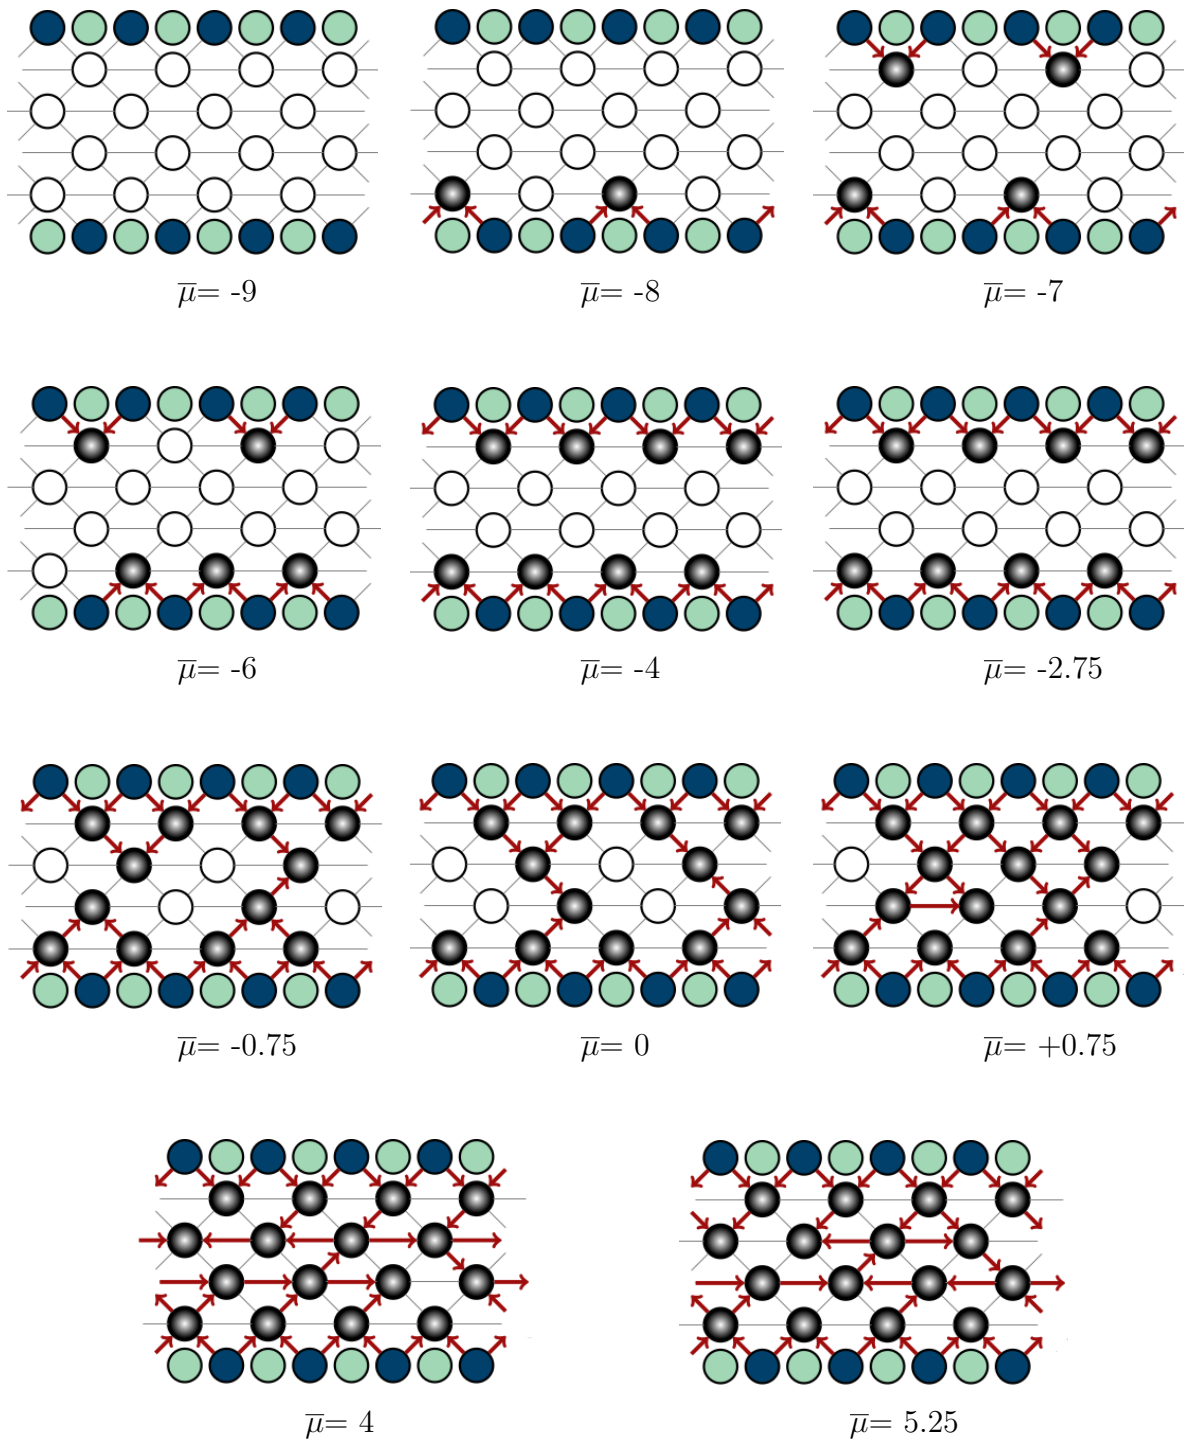 μ̅= -9
μ̅= -8
μ̅= -7
μ̅= -6
μ̅= -4
μ̅= -2.75
μ̅= -0.75
μ̅= 0
μ̅= +0.75
μ̅= 4
μ̅= 5.25